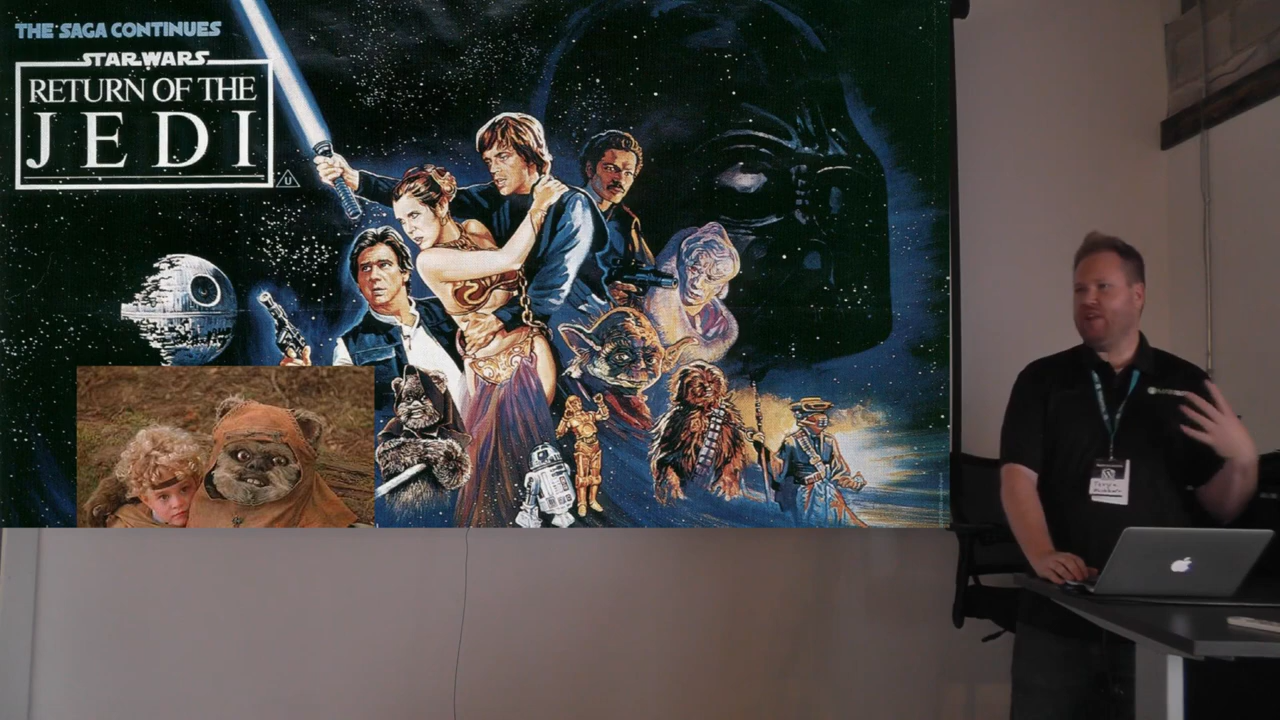 THE SAGA CONTINUES
STAR WARS
RETURN OF THE
JEDI
U